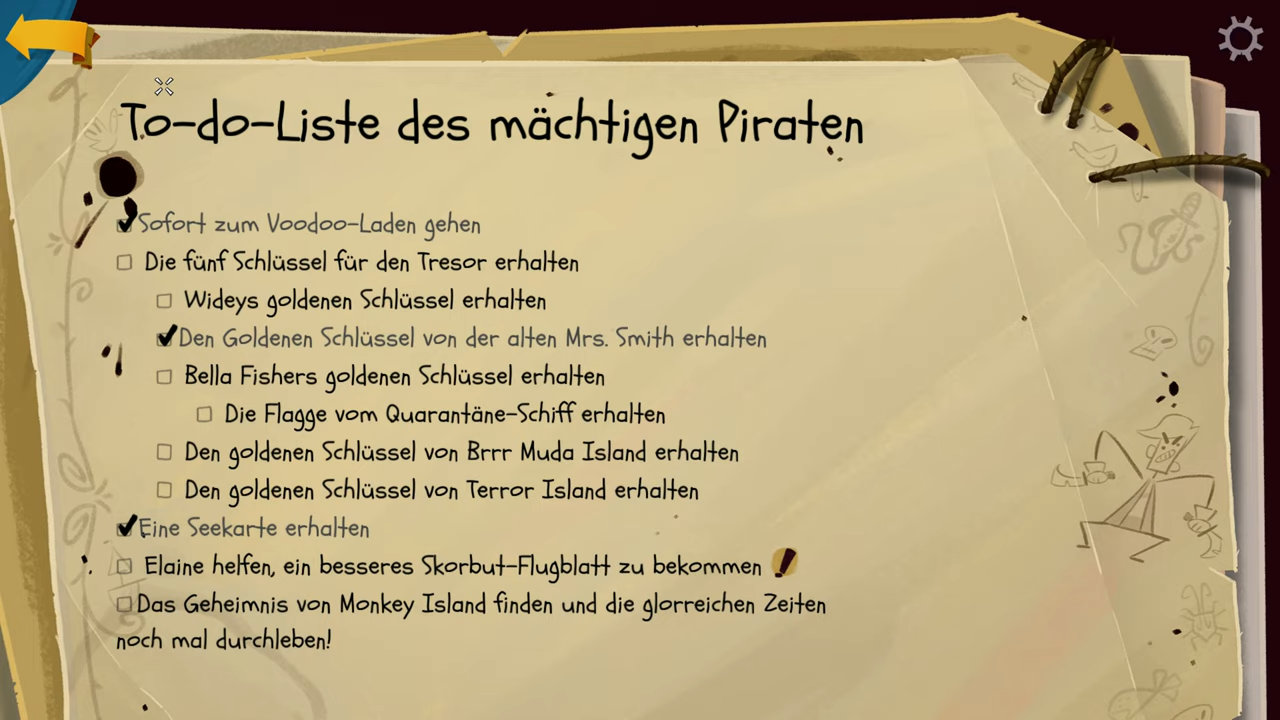 To-do-Liste des mächtigen Piraten
Sofort zum Voodoo-Laden gehen
Die fünf Schlüssel für den Tresor erhalten
Wideys goldenen Schlüssel erhalten
Den Goldenen Schlüssel von der alten Mrs. Smith erhalten
Bella Fishers goldenen Schlüssel erhalten
Die Flagge vom Quarantäne-Schiff erhalten
Den goldenen Schlüssel von Brrr Muda Island erhalten
Den goldenen Schlüssel von Terror Island erhalten
Eine Seekarte erhalten
Elaine helfen, ein besseres Skorbut-Flugblatt zu bekommen !
Das Geheimnis von Monkey Island finden und die glorreichen Zeiten
noch mal durchleben!